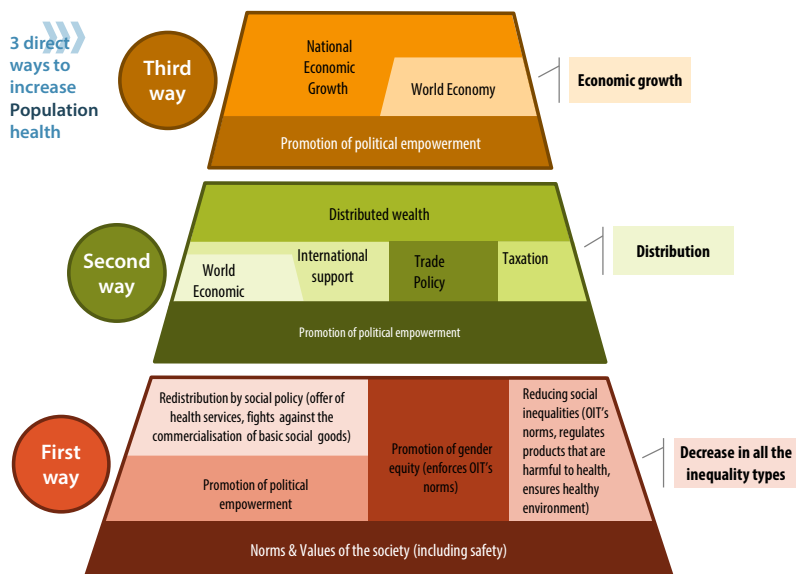 3 direct
ways to
increase
Population
health
Third
way
National
Economic
Growth
World Economy
Promotion of political empowerment
Economic growth
Second
way
Distributed wealth
World
Economic
International
support
Trade
Policy
Taxation
Promotion of political empowerment
Distribution
First
way
Redistribution by social policy (offer of
health services, fights against the
commercialisation of basic social goods)
Promotion of political
empowerment
Promotion of gender
equity (enforces OIT's
norms)
Reducing social
inequalities (OIT's
norms, regulates
products that are
harmful to health,
ensures healthy
environment)
Norms & Values of the society (including safety)
Decrease in all the
inequality types